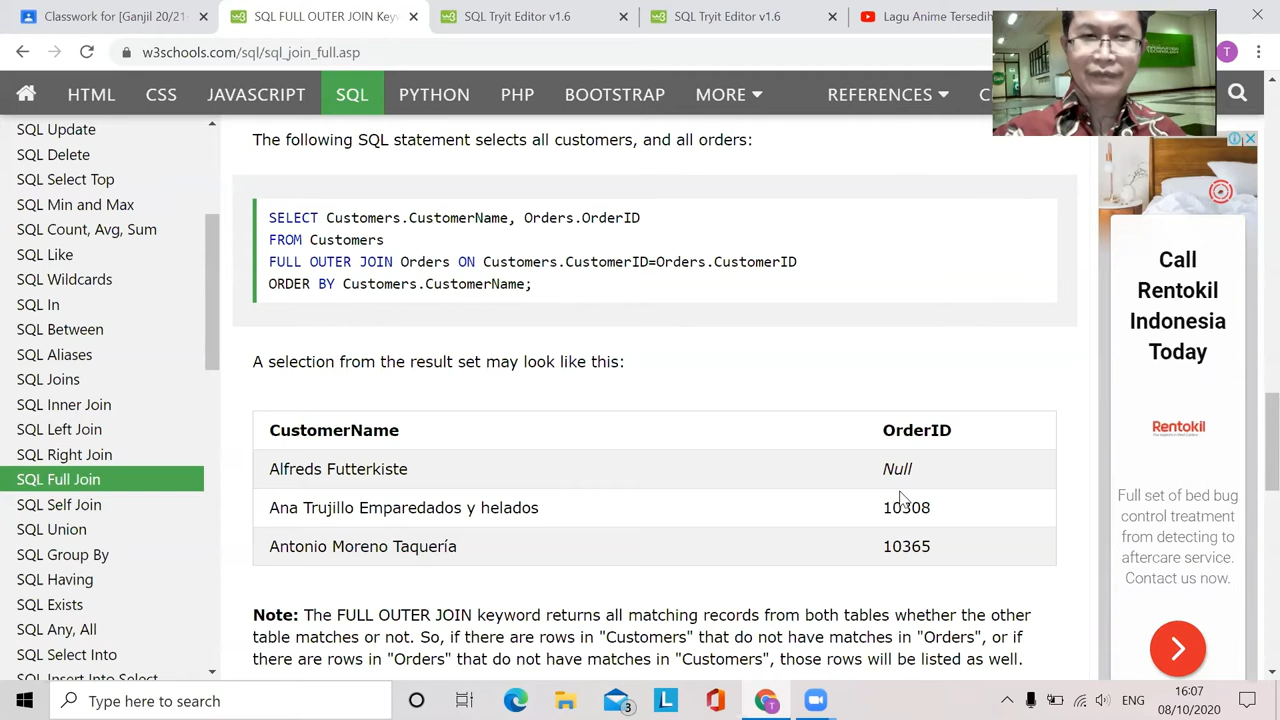 Classwork for [Ganjil 20/21
SQL FULL OUTER JOIN Key
SQL Tryit Editor v1.6
SQL Tryit Editor v1.6
Lagu Anime Tersedih
w3schools.com/sql/sql_join_full.asp
T
HTML CSS JAVASCRIPT SQL PYTHON PHP BOOTSTRAP MORE REFERENCES
SQL Update
SQL Delete
SQL Select Top
SQL Min and Max
SQL Count, Avg, Sum
SQL Like
SQL Wildcards
SQL In
SQL Between
SQL Aliases
SQL Joins
SQL Inner Join
SQL Left Join
SQL Right Join
SQL Full Join
SQL Self Join
SQL Union
SQL Group By
SQL Having
SQL Exists
SQL Any, All
SQL Select Into
SQL Insert Into Select
The following SQL statement selects all customers, and all orders:
SELECT Customers.CustomerName, Orders.OrderID
FROM Customers
FULL OUTER JOIN Orders ON Customers.CustomerID=Orders.CustomerID
ORDER BY Customers.CustomerName;
A selection from the result set may look like this:
CustomerName OrderID
Alfreds Futterkiste Null
Ana Trujillo Emparedados y helados 10308
Antonio Moreno Taquería 10365
Note: The FULL OUTER JOIN keyword returns all matching records from both tables whether the other
table matches or not. So, if there are rows in "Customers" that do not have matches in "Orders", or if
there are rows in "Orders" that do not have matches in "Customers", those rows will be listed as well.
Call
Rentokil
Indonesia
Today
Rentokil
Full set of bed bug
control treatment
from detecting to
aftercare service.
Contact us now.
Type here to search
3
L
T
ENG
16:07
08/10/2020